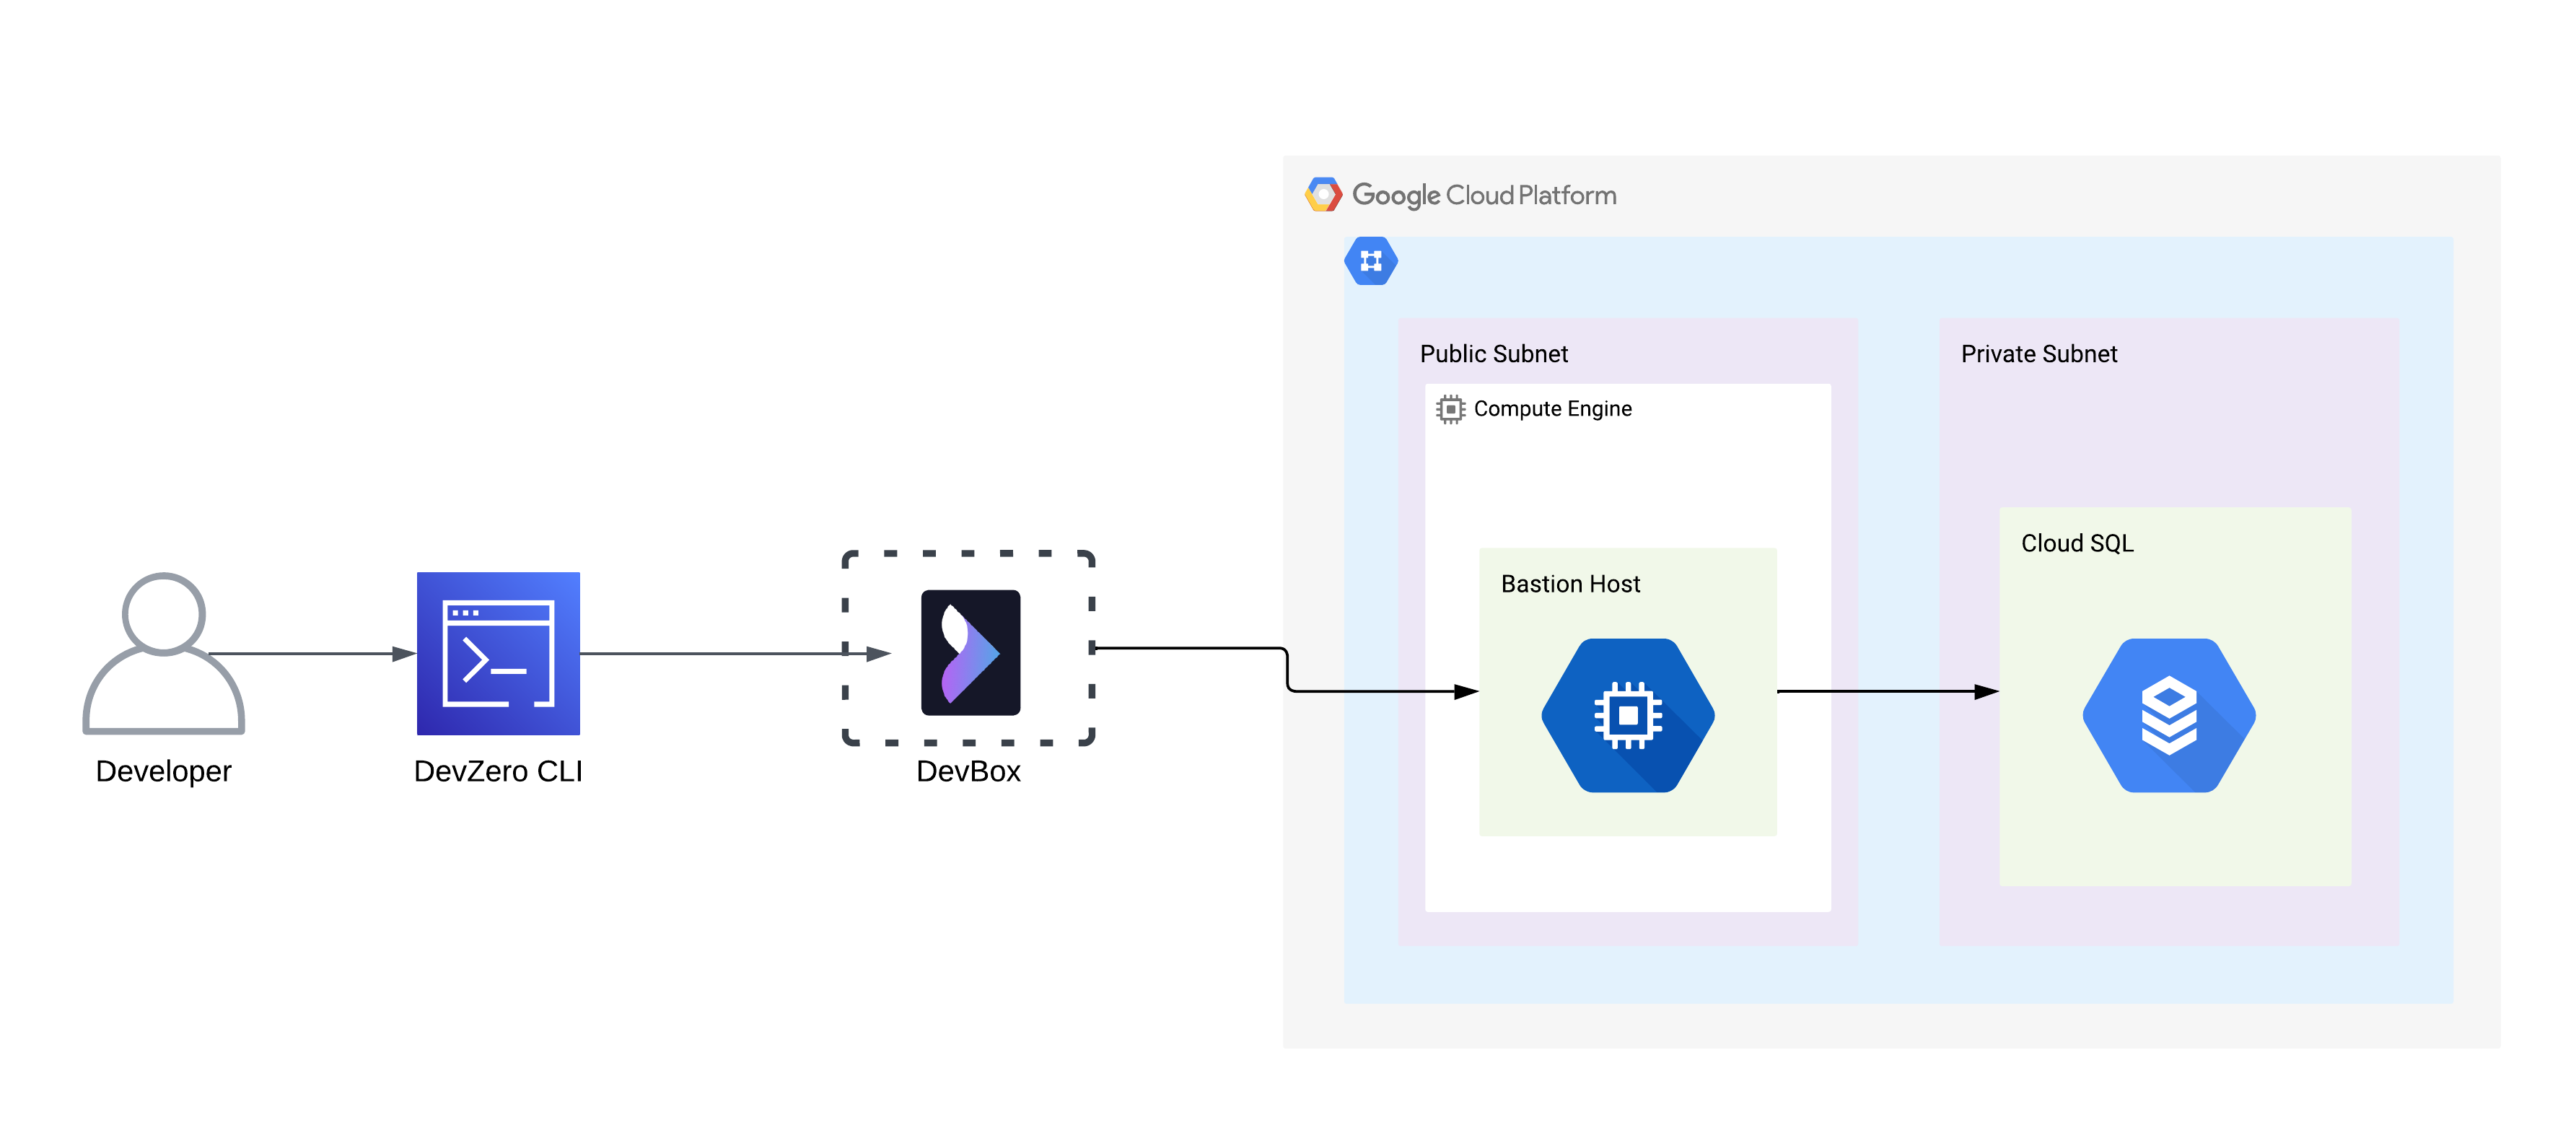 Google Cloud Platform
Public Subnet
Private Subnet
Compute Engine
Cloud SQL
Bastion Host
Developer
DevZero CLI
DevBox